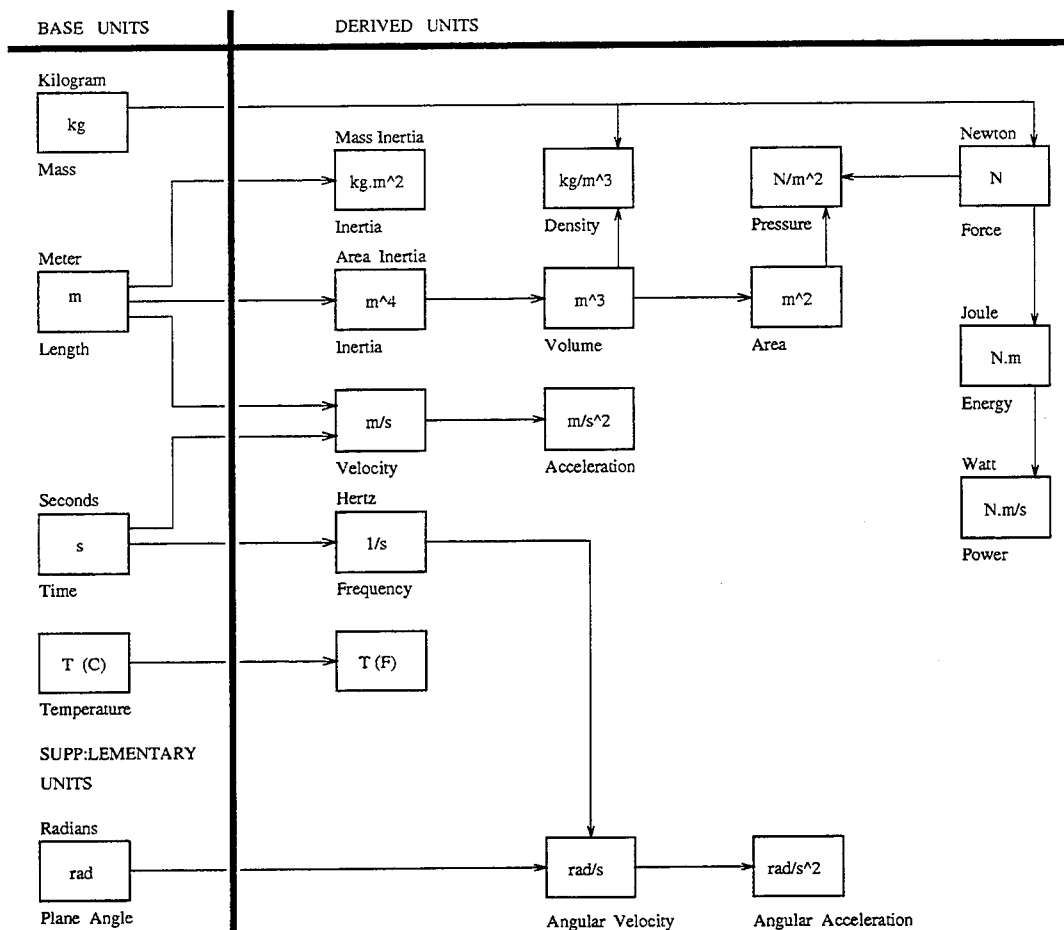 BASE UNITS
DERIVED UNITS
Kilogram
kg
Mass
Mass Inertia
kg.m^2
Inertia
kg/m^3
Density
N/m^2
Pressure
Newton
N
Force
Meter
m
Length
Area Inertia
m^4
Inertia
m^3
Volume
m^2
Area
Joule
N.m
Energy
m/s
Velocity
m/s^2
Acceleration
Watt
N.m/s
Power
Seconds
s
Time
Hertz
1/s
Frequency
T (C)
Temperature
T (F)
SUPP:LEMENTARY
UNITS
Radians
rad
Plane Angle
rad/s
Angular Velocity
rad/s^2
Angular Acceleration